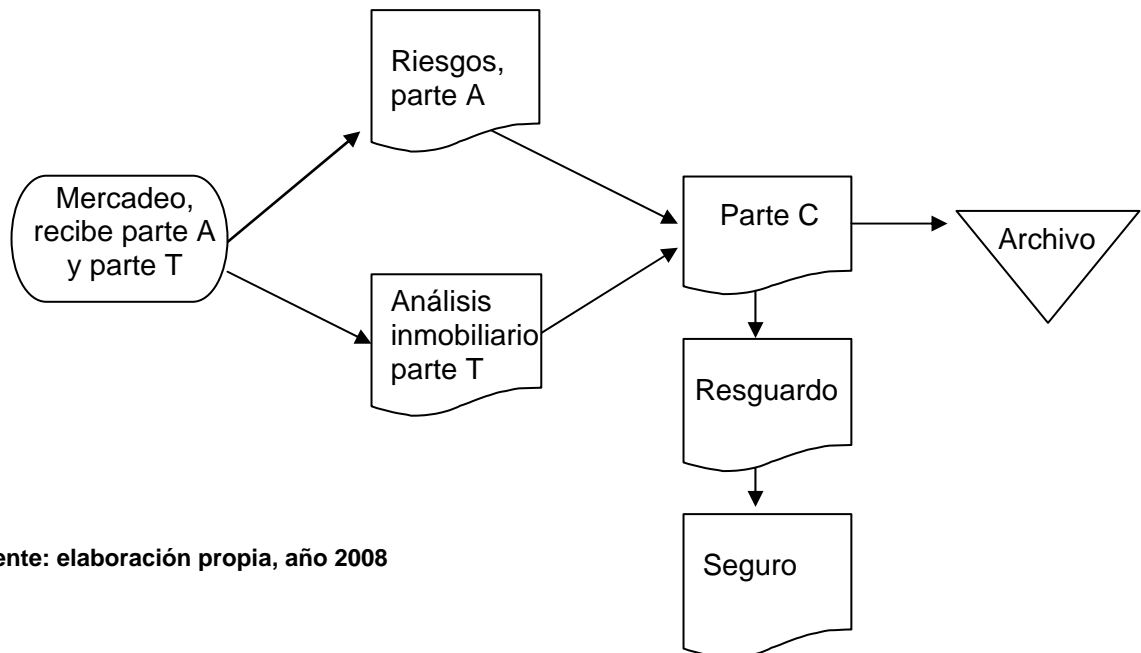 Riesgos,
parte A
Mercadeo,
recibe parte A
y parte T
Parte C
Archivo
Análisis
inmobiliario
parte T
Resguardo
ente: elaboración propia, año 2008
Seguro